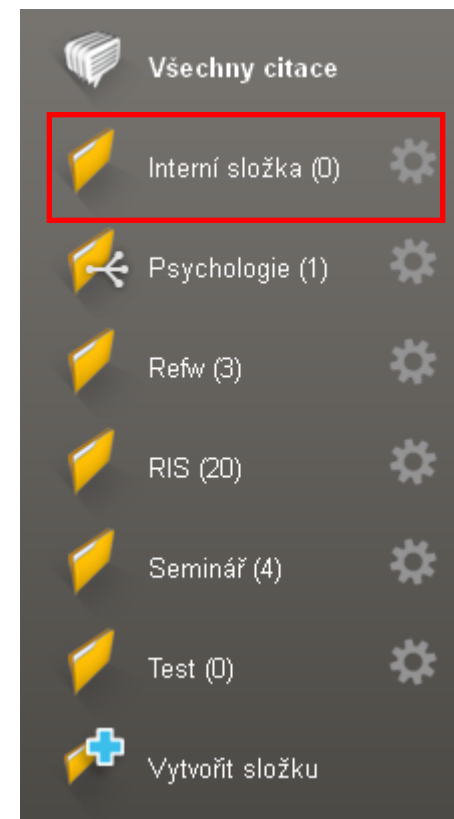 Všechny citace
Interní složka (0)
Psychologie (1)
Refw (3)
RIS (20)
Seminář (4)
Test (0)
Vytvořit složku